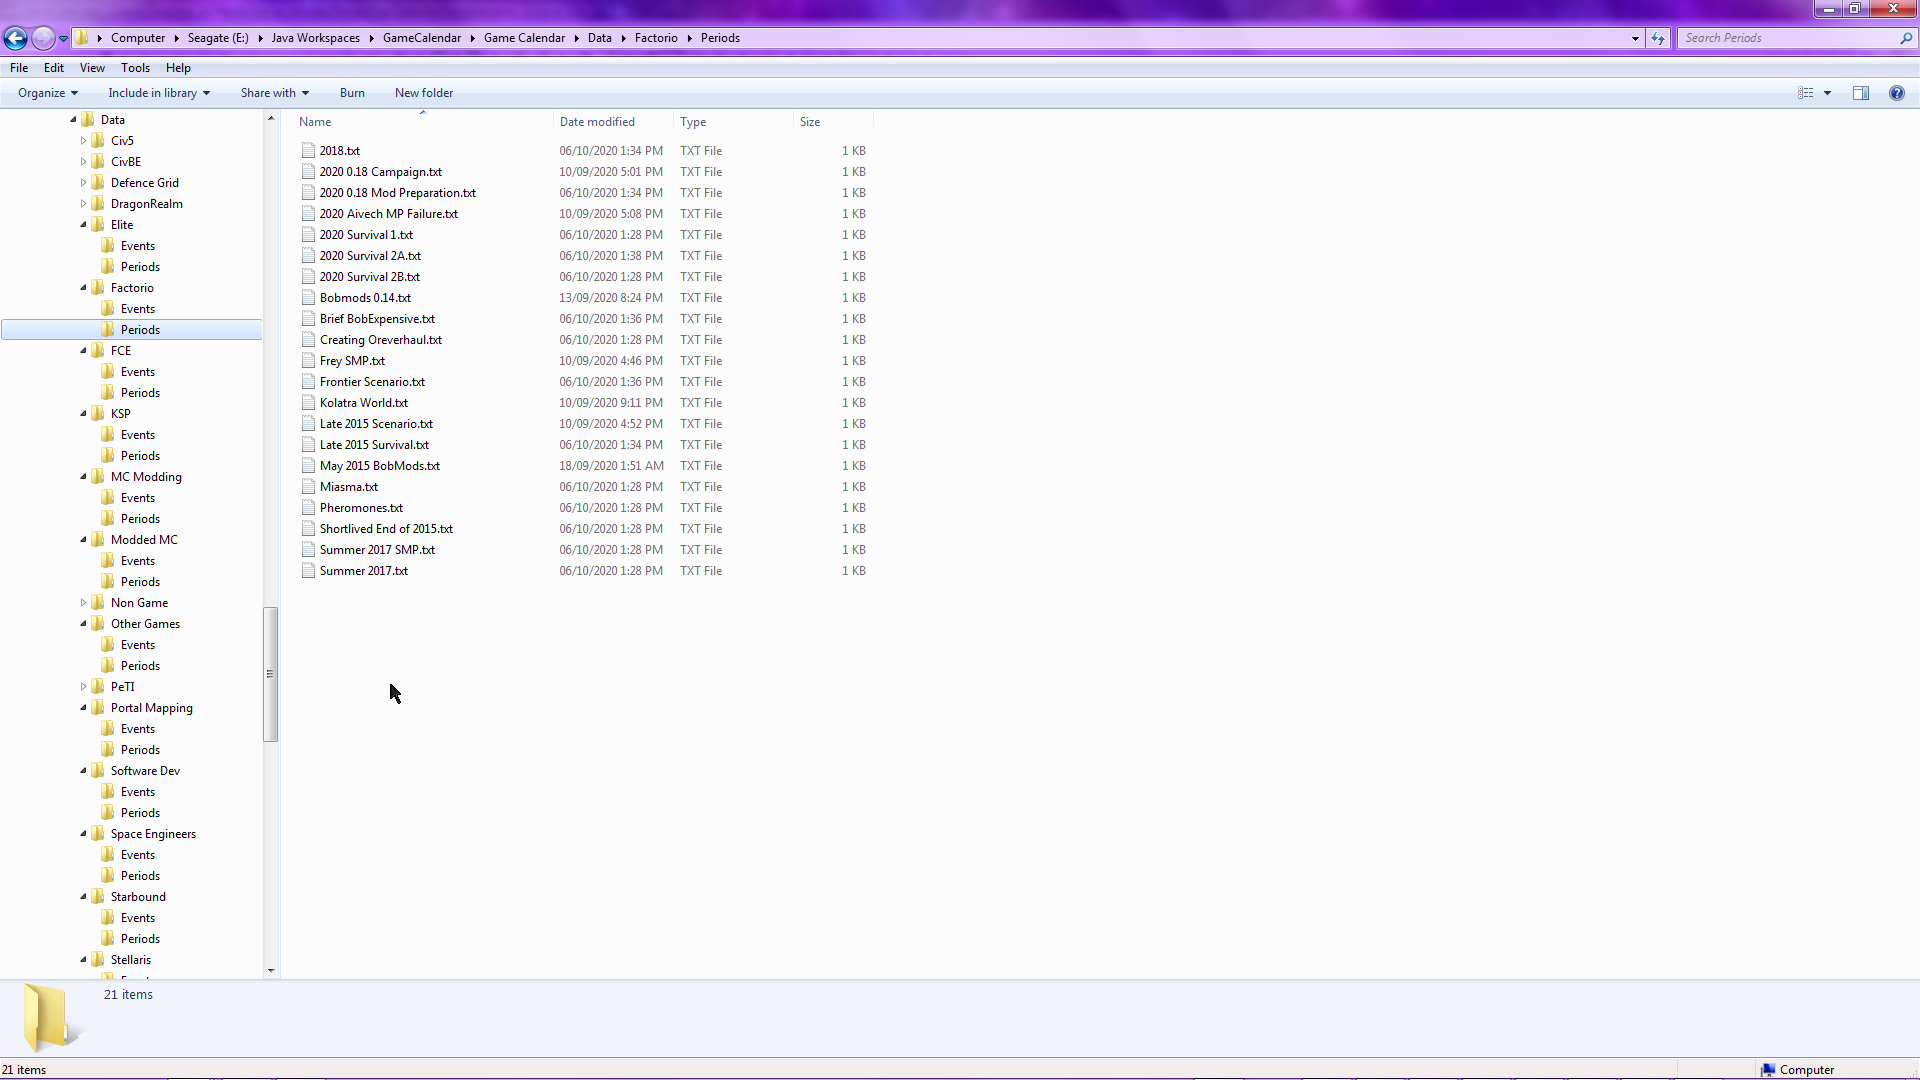 Computer Seagate (E:) Java Workspaces GameCalendar Game Calendar Data Factorio Periods
Search Periods
File Edit View Tools Help
Organize Include in library Share with Burn New folder
Data
Civ5
CivBE
Defence Grid
DragonRealm
Elite
Events
Periods
Factorio
Events
Periods
FCE
Events
Periods
KSP
Events
Periods
MC Modding
Events
Periods
Modded MC
Events
Periods
Non Game
Other Games
Events
Periods
PeTI
Portal Mapping
Events
Periods
Software Dev
Events
Periods
Space Engineers
Events
Periods
Starbound
Events
Periods
Stellaris
Name Date modified Type Size
2018.txt 06/10/2020 1:34 PM TXT File 1 KB
2020 0.18 Campaign.txt 10/09/2020 5:01 PM TXT File 1 KB
2020 0.18 Mod Preparation.txt 06/10/2020 1:34 PM TXT File 1 KB
2020 Aivech MP Failure.txt 10/09/2020 5:08 PM TXT File 1 KB
2020 Survival 1.txt 06/10/2020 1:28 PM TXT File 1 KB
2020 Survival 2A.txt 06/10/2020 1:38 PM TXT File 1 KB
2020 Survival 2B.txt 06/10/2020 1:28 PM TXT File 1 KB
Bobmods 0.14.txt 13/09/2020 8:24 PM TXT File 1 KB
Brief BobExpensive.txt 06/10/2020 1:36 PM TXT File 1 KB
Creating Oreverhaul.txt 06/10/2020 1:28 PM TXT File 1 KB
Frey SMP.txt 10/09/2020 4:46 PM TXT File 1 KB
Frontier Scenario.txt 06/10/2020 1:36 PM TXT File 1 KB
Kolatra World.txt 10/09/2020 9:11 PM TXT File 1 KB
Late 2015 Scenario.txt 10/09/2020 4:52 PM TXT File 1 KB
Late 2015 Survival.txt 06/10/2020 1:34 PM TXT File 1 KB
May 2015 BobMods.txt 18/09/2020 1:51 AM TXT File 1 KB
Miasma.txt 06/10/2020 1:28 PM TXT File 1 KB
Pheromones.txt 06/10/2020 1:28 PM TXT File 1 KB
Shortlived End of 2015.txt 06/10/2020 1:28 PM TXT File 1 KB
Summer 2017 SMP.txt 06/10/2020 1:28 PM TXT File 1 KB
Summer 2017.txt 06/10/2020 1:28 PM TXT File 1 KB
21 items
21 items
Computer